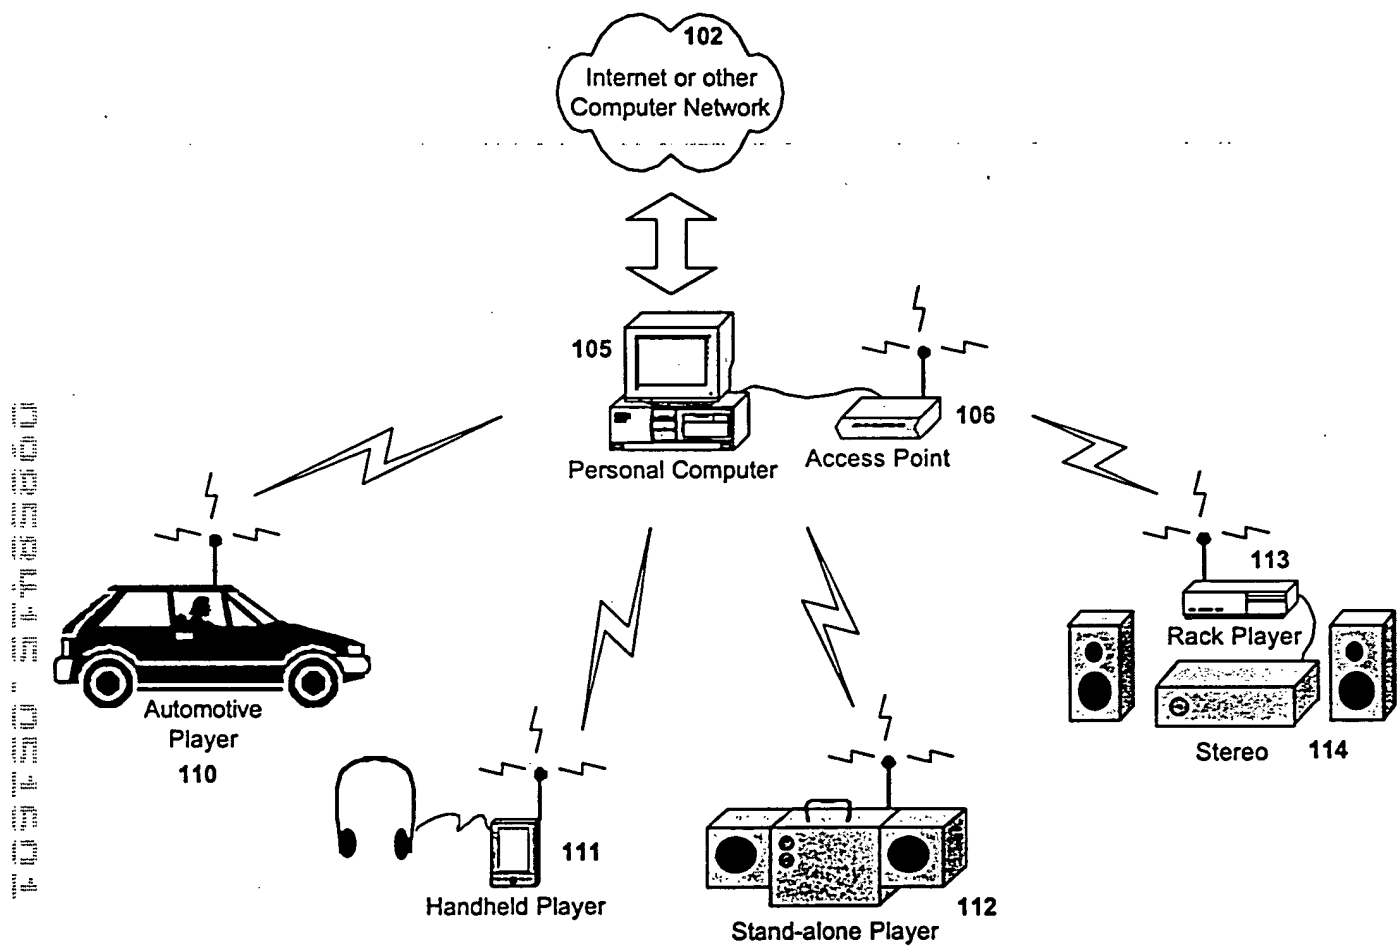 102
Internet or other
Computer Network
105
106
Personal Computer
Access Point
113
Rack Player
Automotive
Player
110
Stereo
114
111
Handheld Player
112
Stand-alone Player